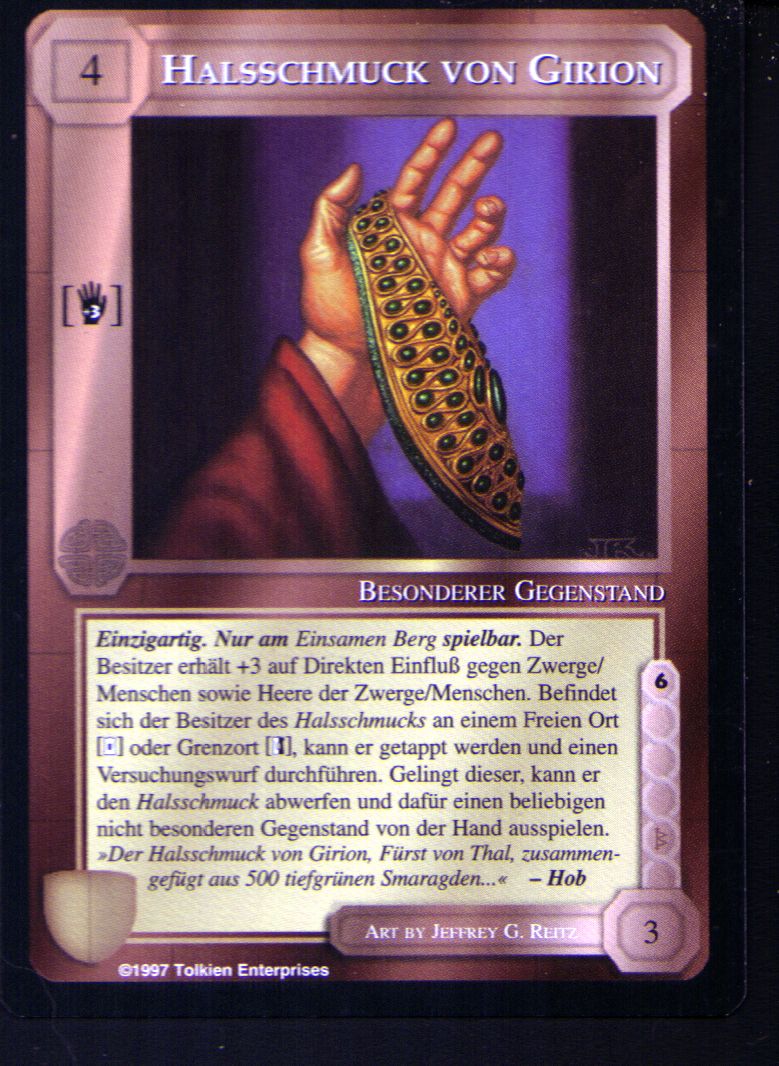 4
HALSSCHMUCK VON GIRION
[+3]
BESONDERER GEGENSTAND
Einzigartig. Nur am Einsamen Berg spielbar. Der
Besitzer erhält +3 auf Direkten Einfluß gegen Zwerge/
Menschen sowie Heere der Zwerge/Menschen. Befindet
sich der Besitzer des Halsschmucks an einem Freien Ort
[] oder Grenzort [], kann er getappt werden und einen
Versuchungswurf durchführen. Gelingt dieser, kann er
den Halsschmuck abwerfen und dafür einen beliebigen
nicht besonderen Gegenstand von der Hand ausspielen.
»Der Halsschmuck von Girion, Fürst von Thal, zusammen-
gefügt aus 500 tiefgrünen Smaragden...« – Hob
6
ART BY JEFFREY G. REITZ
3
©1997 Tolkien Enterprises